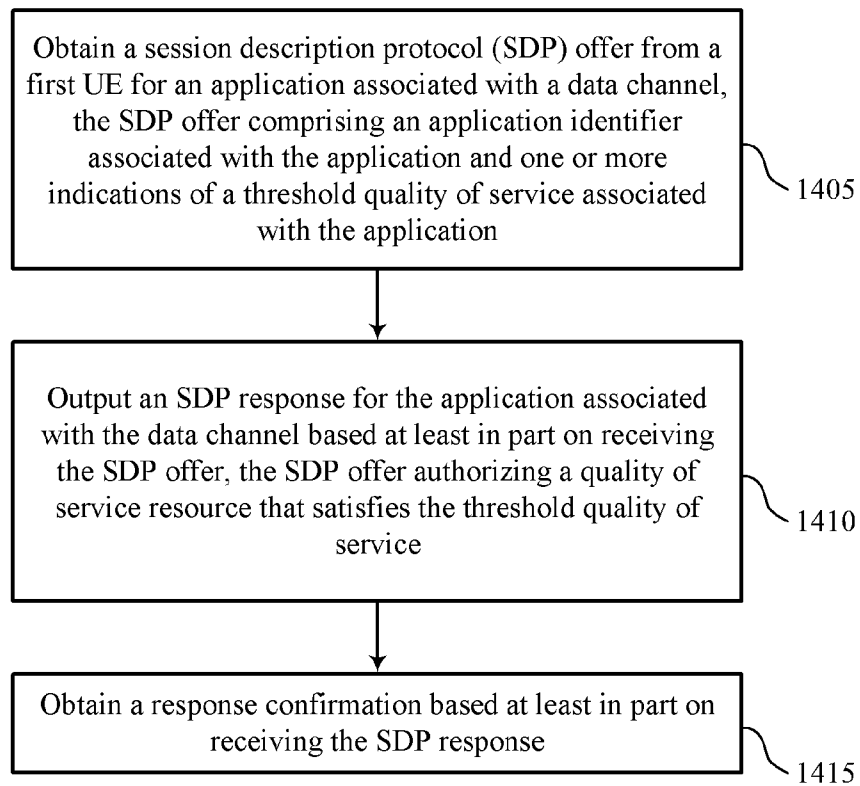 Obtain a session description protocol (SDP) offer from a
first UE for an application associated with a data channel,
the SDP offer comprising an application identifier
associated with the application and one or more
indications of a threshold quality of service associated
with the application
1405
Output an SDP response for the application associated
with the data channel based at least in part on receiving
the SDP offer, the SDP offer authorizing a quality of
service resource that satisfies the threshold quality of
service
1410
Obtain a response confirmation based at least in part on
receiving the SDP response
1415